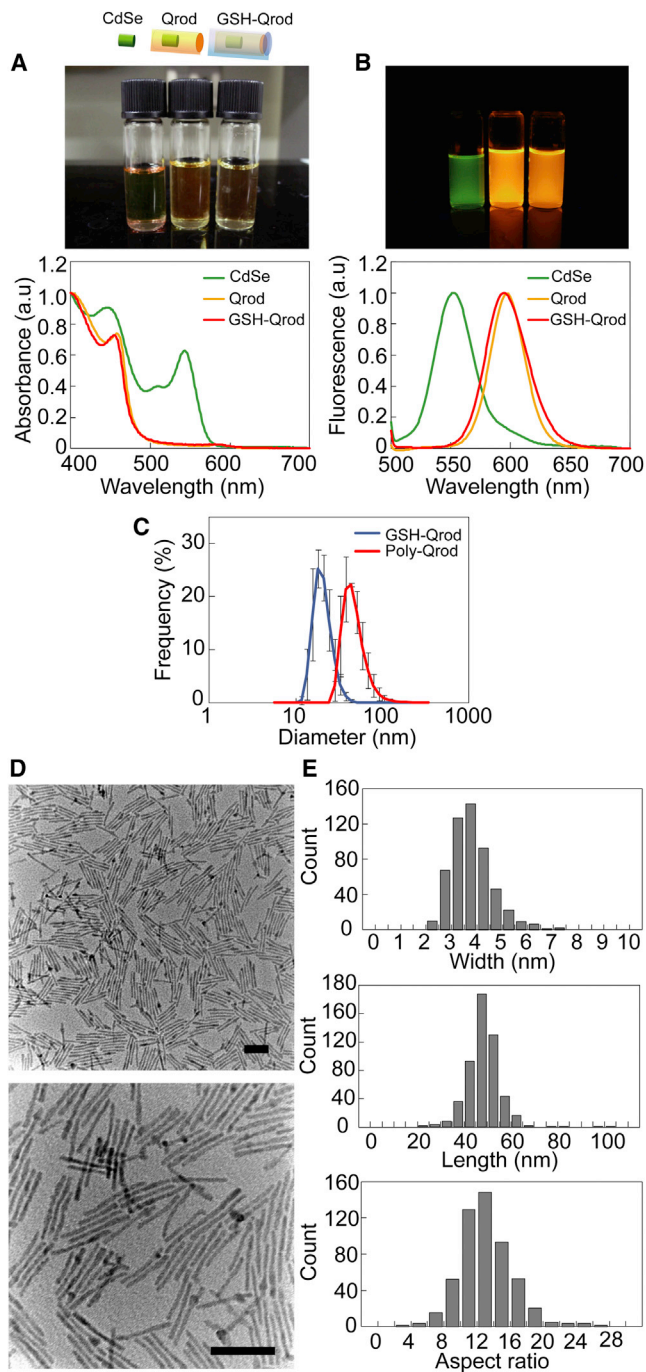 CdSe Qrod GSH-Qrod
A
B
1.2
1.0
0.8
0.6
0.4
0.2
0
Absorbance (a.u)
CdSe
Qrod
GSH-Qrod
400 500 600 700
Wavelength (nm)
1.2
1.0
0.8
0.6
0.4
0.2
0
Fluorescence (a.u)
CdSe
Qrod
GSH-Qrod
500 550 600 700
Wavelength (nm)
C
30
20
10
0
Frequency (%)
GSH-Qrod
Poly-Qrod
1 10 100 1000
Diameter (nm)
D
E
160
120
80
40
0
Count
0 1 2 3 4 5 6 7 8 9 10
Width (nm)
180
160
80
40
0
Count
0 20 40 60 80 100
Length (nm)
160
120
80
40
0
Count
0 4 8 12 16 20 24 28
Aspect ratio